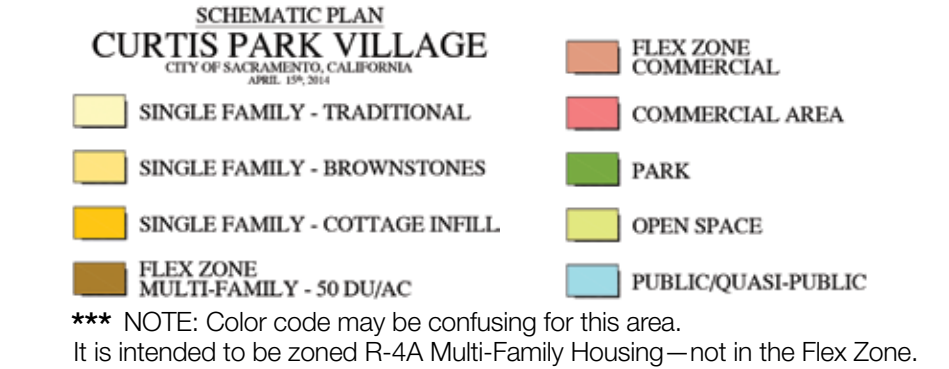 SCHEMATIC PLAN
CURTIS PARK VILLAGE
CITY OF SACRAMENTO, CALIFORNIA
APRIL 15th, 2014
SINGLE FAMILY - TRADITIONAL
SINGLE FAMILY - BROWNSTONES
SINGLE FAMILY - COTTAGE INFILL
FLEX ZONE
MULTI-FAMILY - 50 DU/AC
FLEX ZONE
COMMERCIAL
COMMERCIAL AREA
PARK
OPEN SPACE
PUBLIC/QUASI-PUBLIC
*** NOTE: Color code may be confusing for this area.
It is intended to be zoned R-4A Multi-Family Housing—not in the Flex Zone.